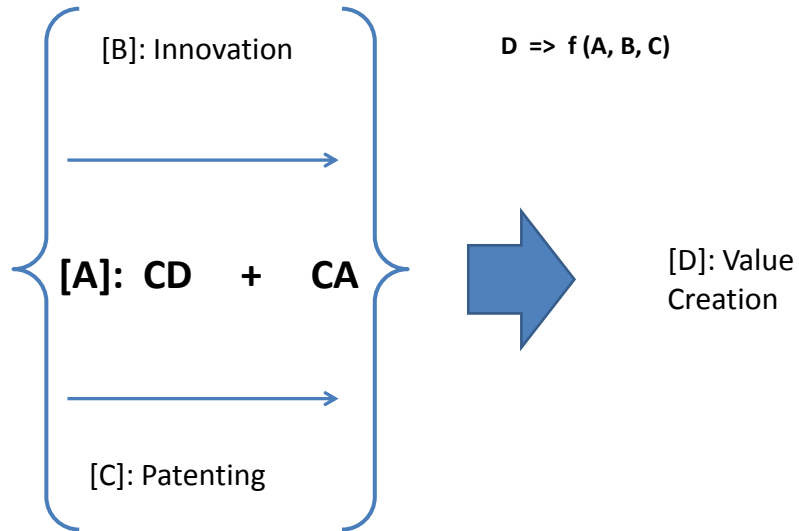 [B]: Innovation
D => f (A, B, C)
[A]: CD + CA
[D]: Value
Creation
[C]: Patenting